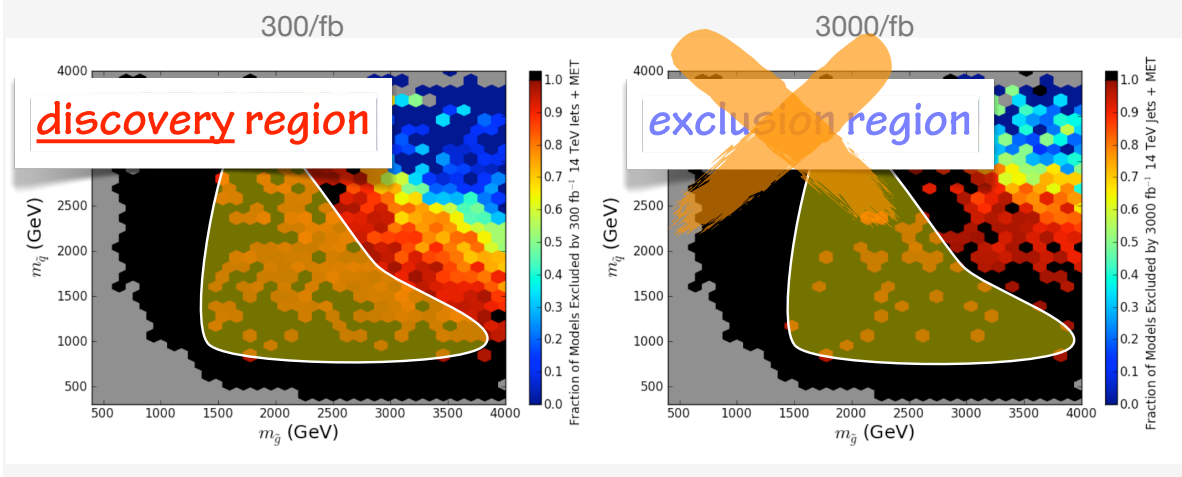 300/fb
3000/fb
discovery region
exclusion region
4000
2500
2000
1500
1000
500
m_q̃ (GeV)
500 1000 1500 2000 2500 3000 3500 4000
m_g̃ (GeV)
1.0
0.9
0.8
0.7
0.6
0.5
0.4
0.3
0.2
0.1
0.0
Fraction of Models Excluded by 300 fb⁻¹ 14 TeV Jets + MET
4000
2500
2000
1500
1000
500
m_q̃ (GeV)
500 1000 1500 2000 2500 3000 3500 4000
m_g̃ (GeV)
1.0
0.9
0.8
0.7
0.6
0.5
0.4
0.3
0.2
0.1
0.0
Fraction of Models Excluded by 3000 fb⁻¹ 14 TeV Jets + MET